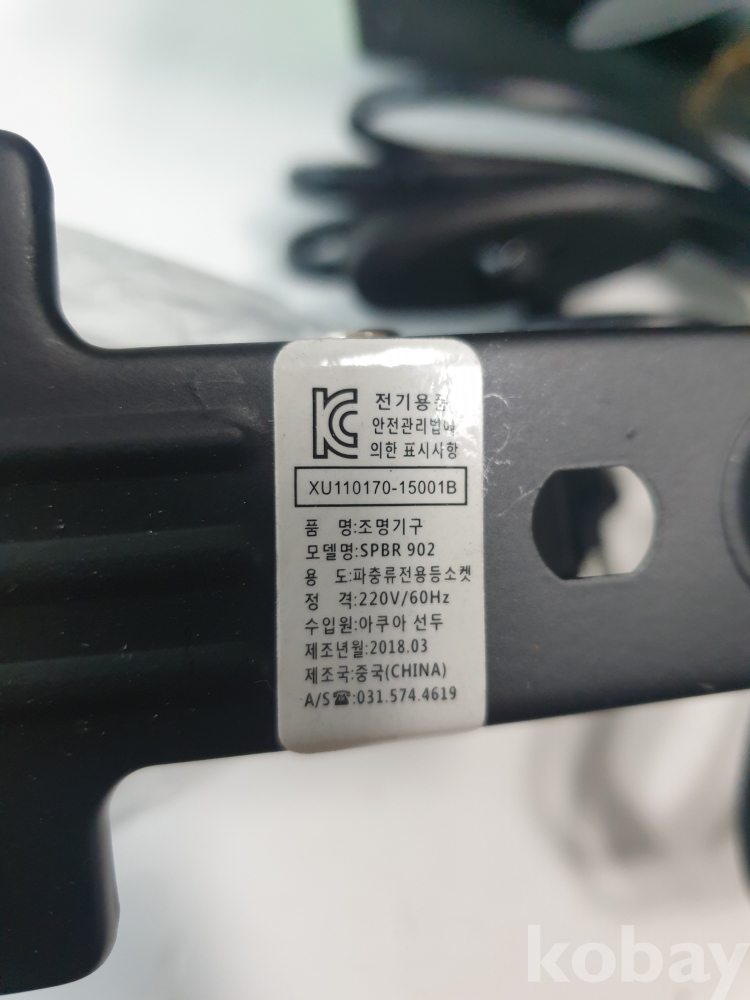 전기용품
안전관리법에
의한 표시사항
XU110170-15001B
품 명:조명기구
모델명:SPBR 902
용 도:파충류전용등소켓
정 격:220V/60Hz
수입원:아쿠아 선두
제조년월:2018.03
제조국:중국(CHINA)
A/S☎:031.574.4619
kobay